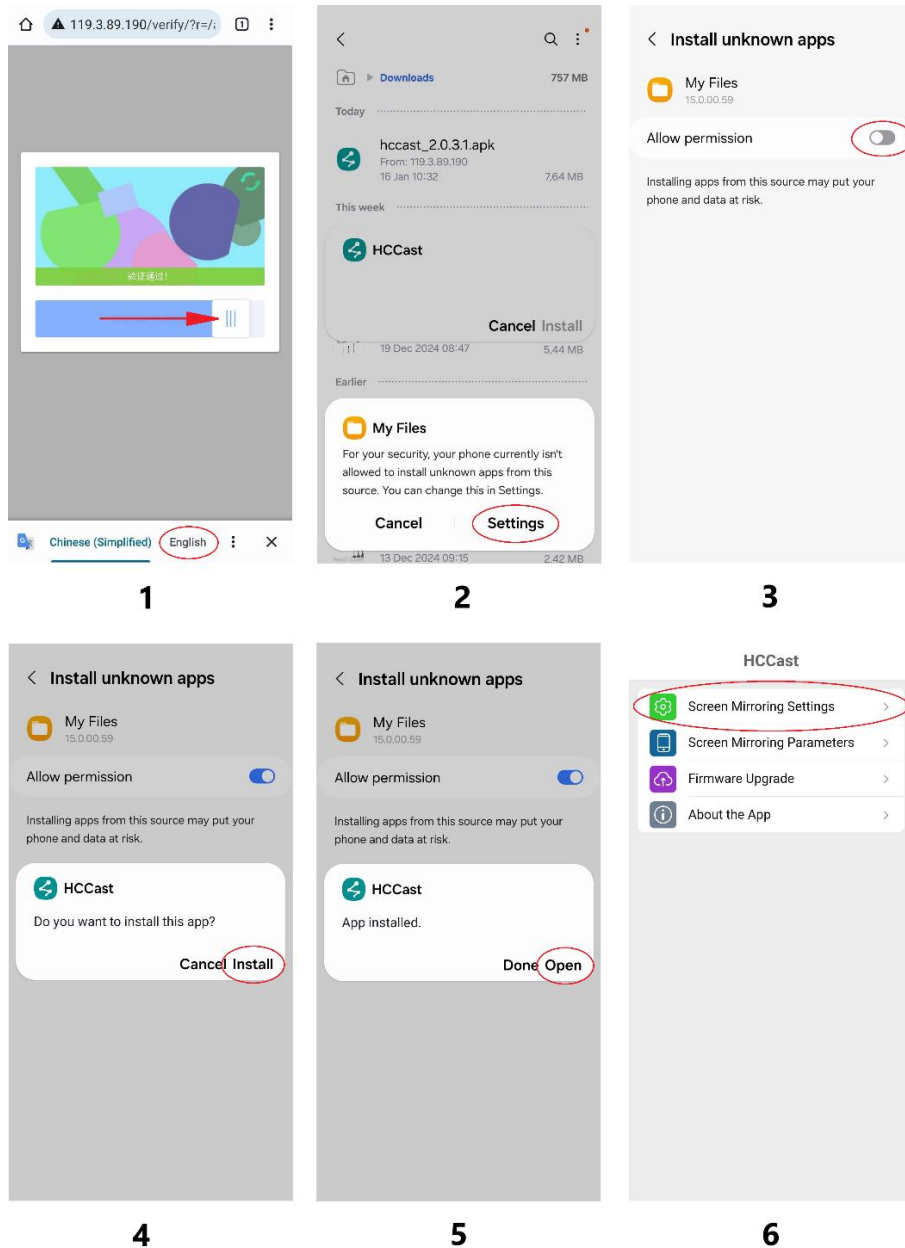 119.3.89.190/verify/?r=/
1
验证通过!
Chinese (Simplified) English
1
Downloads 757 MB
Today
hccast_2.0.3.1.apk
From: 119.3.89.190
16 Jan 10:32 7,64 MB
This week
HCCast
Cancel Install
19 Dec 2024 08:47 5,44 MB
Earlier
My Files
For your security, your phone currently isn't
allowed to install unknown apps from this
source. You can change this in Settings.
Cancel Settings
13 Dec 2024 09:15 2,42 MB
2
Install unknown apps
My Files
15.0.00.59
Allow permission
Installing apps from this source may put your
phone and data at risk.
3
Install unknown apps
My Files
15.0.00.59
Allow permission
Installing apps from this source may put your
phone and data at risk.
HCCast
Do you want to install this app?
Cancel Install
4
Install unknown apps
My Files
15.0.00.59
Allow permission
Installing apps from this source may put your
phone and data at risk.
HCCast
App installed.
Done Open
5
HCCast
Screen Mirroring Settings
Screen Mirroring Parameters
Firmware Upgrade
About the App
6